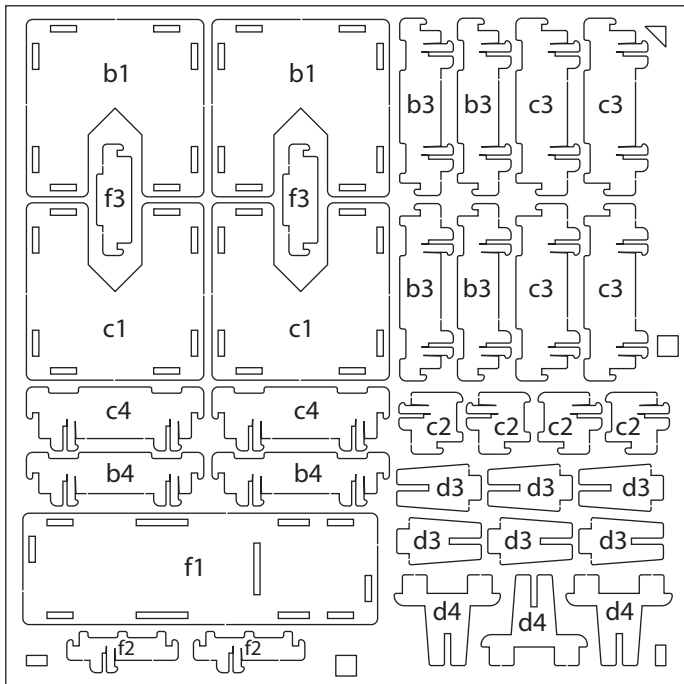 b1 b1 b3 b3 c3 c3
f3 f3
c1 c1 b3 b3 c3 c3
c4 c4 c2 c2 c2 c2
b4 b4 d3 d3 d3
d3 d3 d3
f1
d4 d4 d4
f2 f2